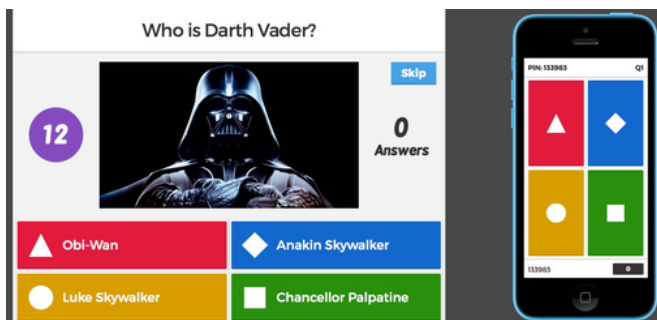 Who is Darth Vader?
Skip
12
0
Answers
Obi-Wan
Anakin Skywalker
Luke Skywalker
Chancellor Palpatine
PIN: 133983
Q1
133983
0